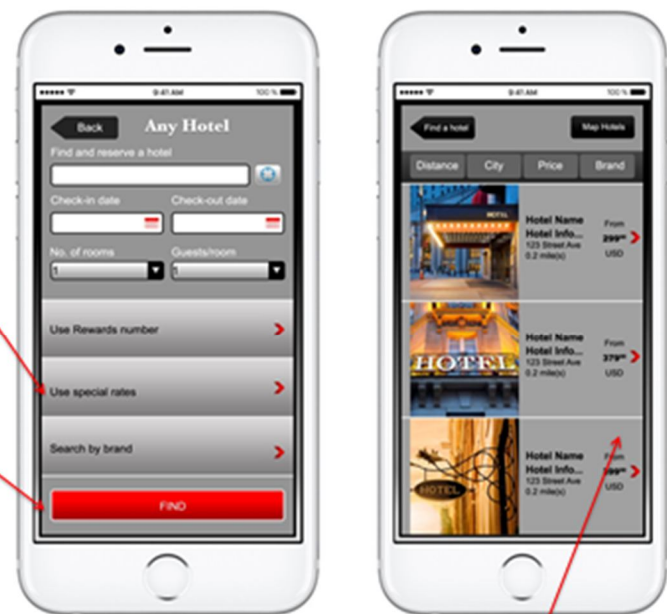 9:41 AM
100 %
Back
Any Hotel
Find and reserve a hotel
Check-in date
Check-out date
No. of rooms
Guests/room
1
1
Use Rewards number
Use special rates
Search by brand
FIND
9:41 AM
100 %
Find a hotel
Map Hotels
Distance
City
Price
Brand
HOTEL
Hotel Name
Hotel Info...
123 Street Ave
0.2 mile(s)
From
299⁰⁰
USD
HOTEL
Hotel Name
Hotel Info...
123 Street Ave
0.2 mile(s)
From
379⁰⁰
USD
HOTEL
Hotel Name
Hotel Info...
123 Street Ave
0.2 mile(s)
From
USD